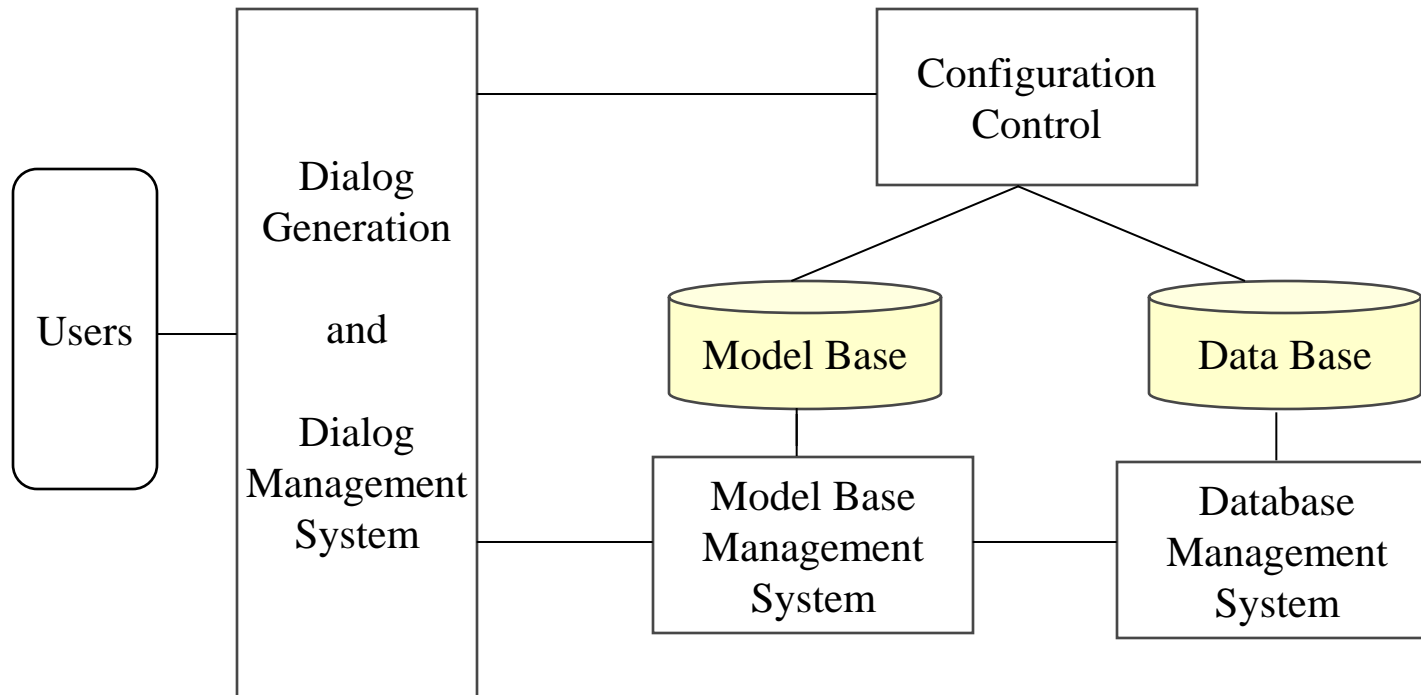 Users
Dialog
Generation
and
Dialog
Management
System
Configuration
Control
Model Base
Data Base
Model Base
Management
System
Database
Management
System